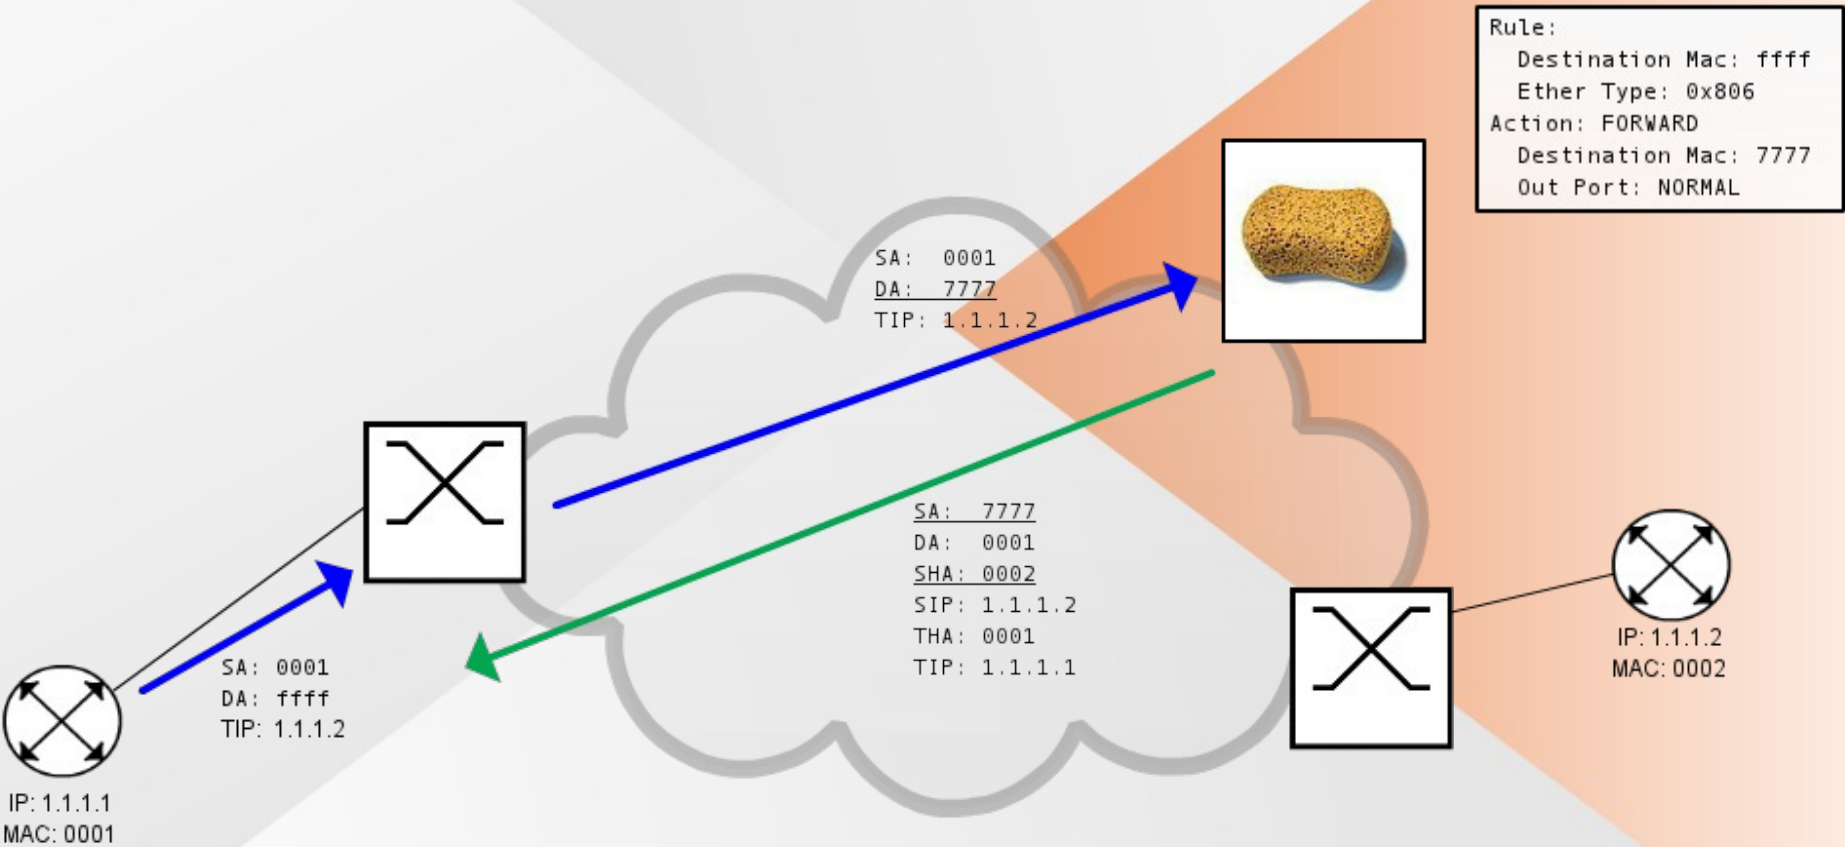 Rule:
Destination Mac: ffff
Ether Type: 0x806
Action: FORWARD
Destination Mac: 7777
Out Port: NORMAL
SA: 0001
DA: 7777
TIP: 1.1.1.2
SA: 7777
DA: 0001
SHA: 0002
SIP: 1.1.1.2
THA: 0001
TIP: 1.1.1.1
IP: 1.1.1.2
MAC: 0002
SA: 0001
DA: ffff
TIP: 1.1.1.2
IP: 1.1.1.1
MAC: 0001